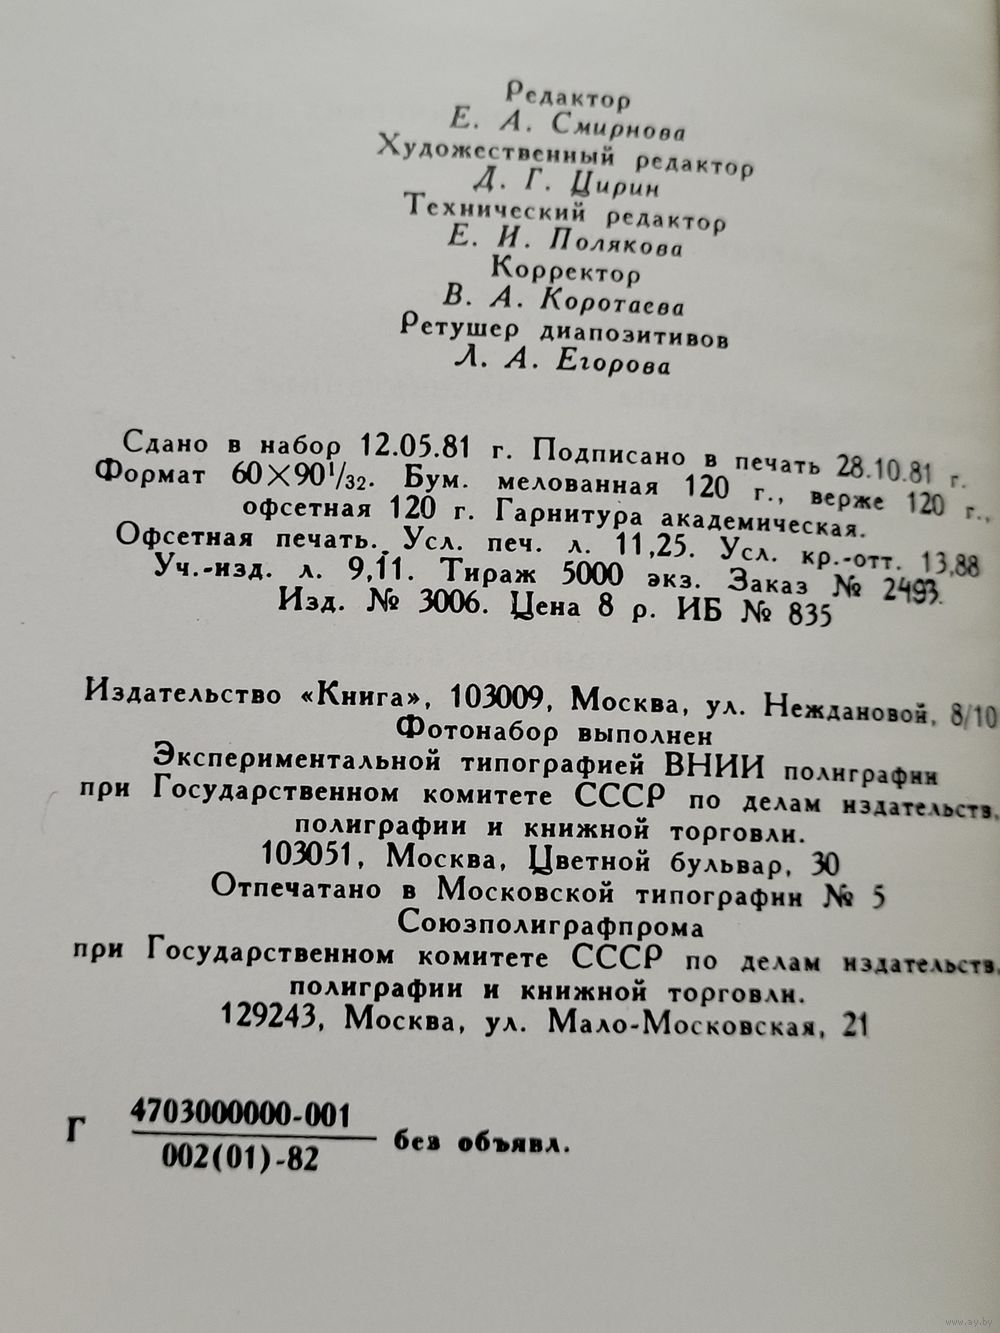 Редактор
Е. А. Смирнова
Художественный редактор
Д. Г. Цирин
Технический редактор
Е. И. Полякова
Корректор
В. А. Коротаева
Ретушер диапозитивов
Л. А. Егорова
Сдано в набор 12.05.81 г. Подписано в печать 28.10.81 г.
Формат 60×90¹/₃₂. Бум. мелованная 120 г., верже 120 г.,
офсетная 120 г. Гарнитура академическая.
Офсетная печать. Усл. печ. л. 11,25. Усл. кр.-отт. 13,88
Уч.-изд. л. 9,11. Тираж 5000 экз. Заказ № 2493.
Изд. № 3006. Цена 8 р. ИБ № 835
Издательство «Книга», 103009, Москва, ул. Неждановой, 8/10
Фотонабор выполнен
Экспериментальной типографией ВНИИ полиграфии
при Государственном комитете СССР по делам издательств,
полиграфии и книжной торговли.
103051, Москва, Цветной бульвар, 30
Отпечатано в Московской типографии № 5
Союзполиграфпрома
при Государственном комитете СССР по делам издательств,
полиграфии и книжной торговли.
129243, Москва, ул. Мало-Московская, 21
4703000000-001
Г без объявл.
002(01)-82
www.ay.by